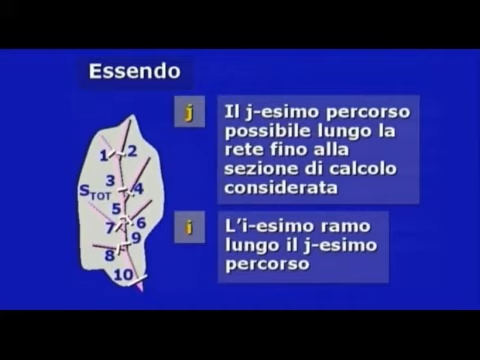 Essendo
j
Il j-esimo percorso
possibile lungo la
rete fino alla
sezione di calcolo
considerata
i
L'i-esimo ramo
lungo il j-esimo
percorso
1 2
3
STOT 4
5
7 6
9
8
10